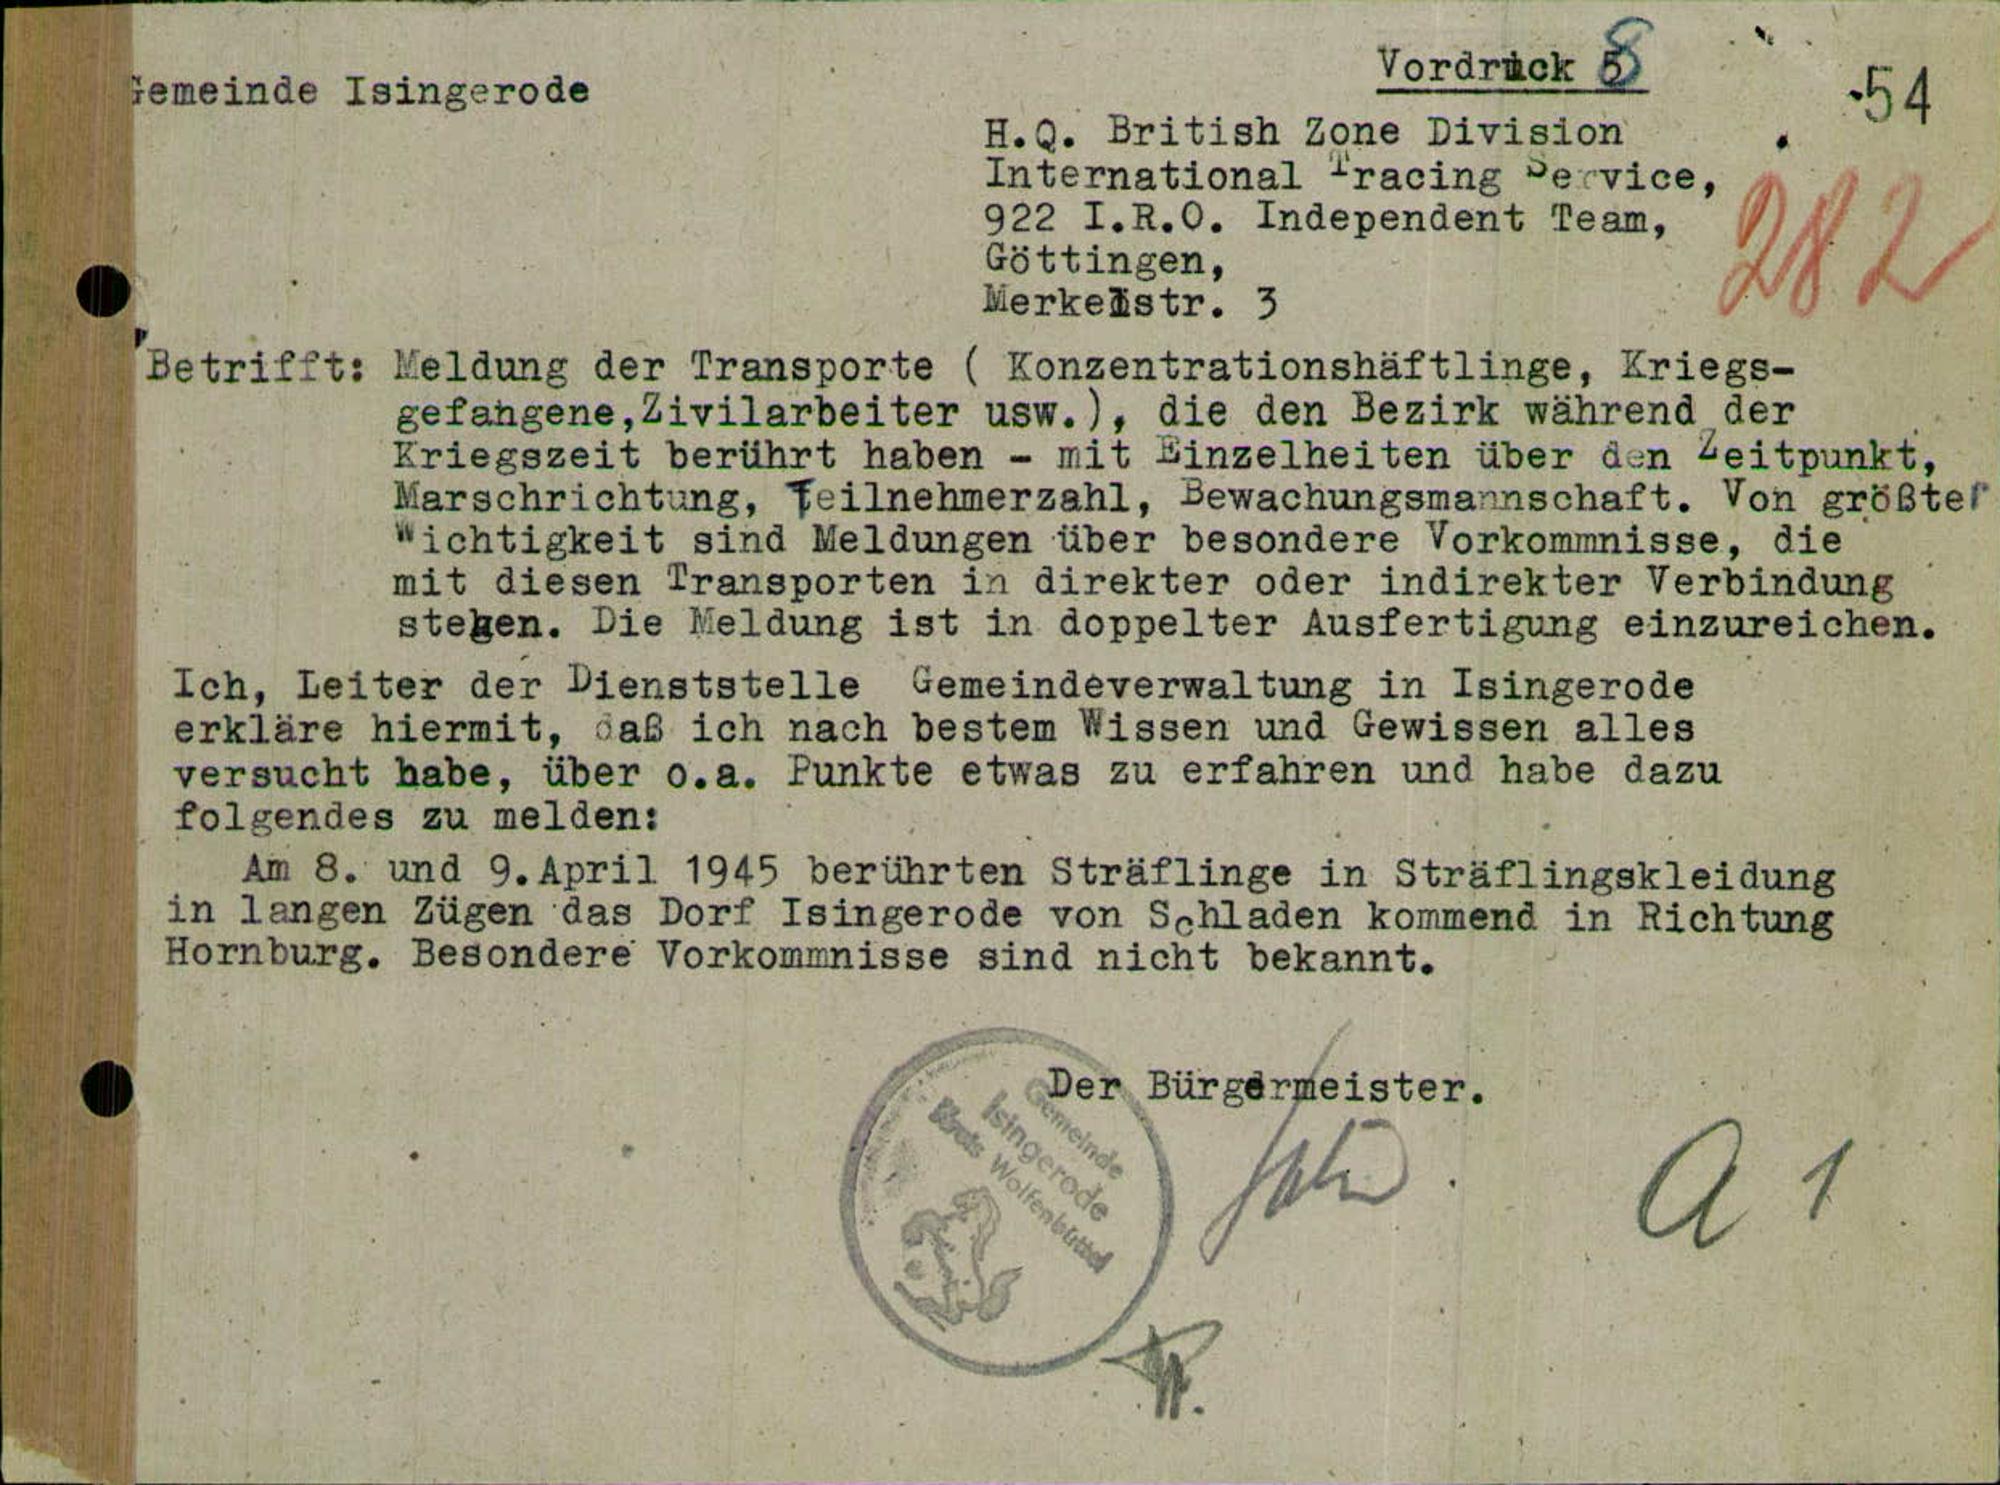 Gemeinde Isingerode
Vordruck 8
54
H.Q. British Zone Division
International Tracing Service,
922 I.R.O. Independent Team,
Göttingen,
Merkelstr. 3
282
Betrifft: Meldung der Transporte ( Konzentrationshäftlinge, Kriegs-
gefangene,Zivilarbeiter usw.), die den Bezirk während der
Kriegszeit berührt haben - mit Einzelheiten über den Zeitpunkt,
Marschrichtung, Teilnehmerzahl, Bewachungsmannschaft. Von größter
Wichtigkeit sind Meldungen über besondere Vorkommnisse, die
mit diesen Transporten in direkter oder indirekter Verbindung
stehen. Die Meldung ist in doppelter Ausfertigung einzureichen.
Ich, Leiter der Dienststelle Gemeindeverwaltung in Isingerode
erkläre hiermit, daß ich nach bestem Wissen und Gewissen alles
versucht habe, über o.a. Punkte etwas zu erfahren und habe dazu
folgendes zu melden:
Am 8. und 9.April 1945 berührten Sträflinge in Sträflingskleidung
in langen Zügen das Dorf Isingerode von Schladen kommend in Richtung
Hornburg. Besondere Vorkommnisse sind nicht bekannt.
Der Bürgermeister.
Gemeinde
Isingerode
Kreis Wolfenbüttel
A 1